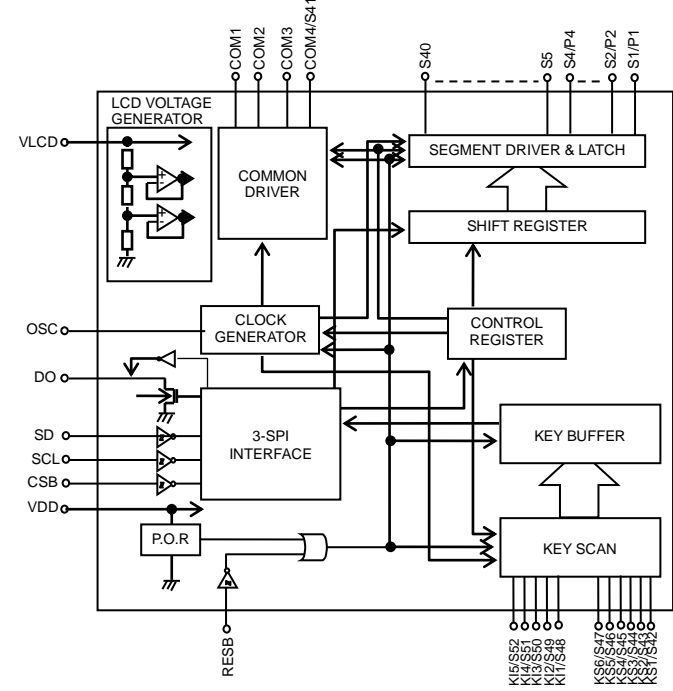 COM1
COM2
COM3
COM4/S41
S40
S5
S4/P4
S2/P2
S1/P1
LCD VOLTAGE
GENERATOR
VLCD
COMMON
DRIVER
SEGMENT DRIVER & LATCH
SHIFT REGISTER
OSC
CLOCK
GENERATOR
CONTROL
REGISTER
DO
SD
SCL
CSB
VDD
3-SPI
INTERFACE
KEY BUFFER
P.O.R
KEY SCAN
RESB
KI5/S52
KI4/S51
KI3/S50
KI2/S49
KI1/S48
KS6/S47
KS5/S46
KS4/S45
KS3/S44
KS2/S43
KS1/S42